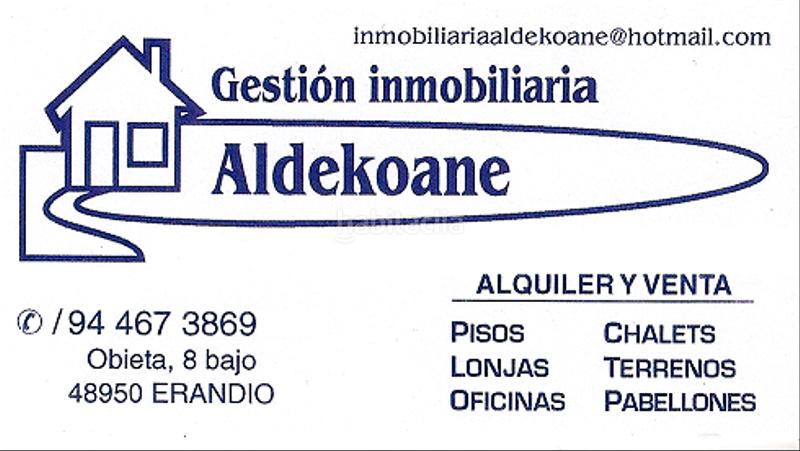 inmobiliariaaldekoane@hotmail.com
Gestión inmobiliaria
Aldekoane
habitaclia
ALQUILER Y VENTA
✆ / 94 467 3869
Obieta, 8 bajo
48950 ERANDIO
PISOS CHALETS
LONJAS TERRENOS
OFICINAS PABELLONES